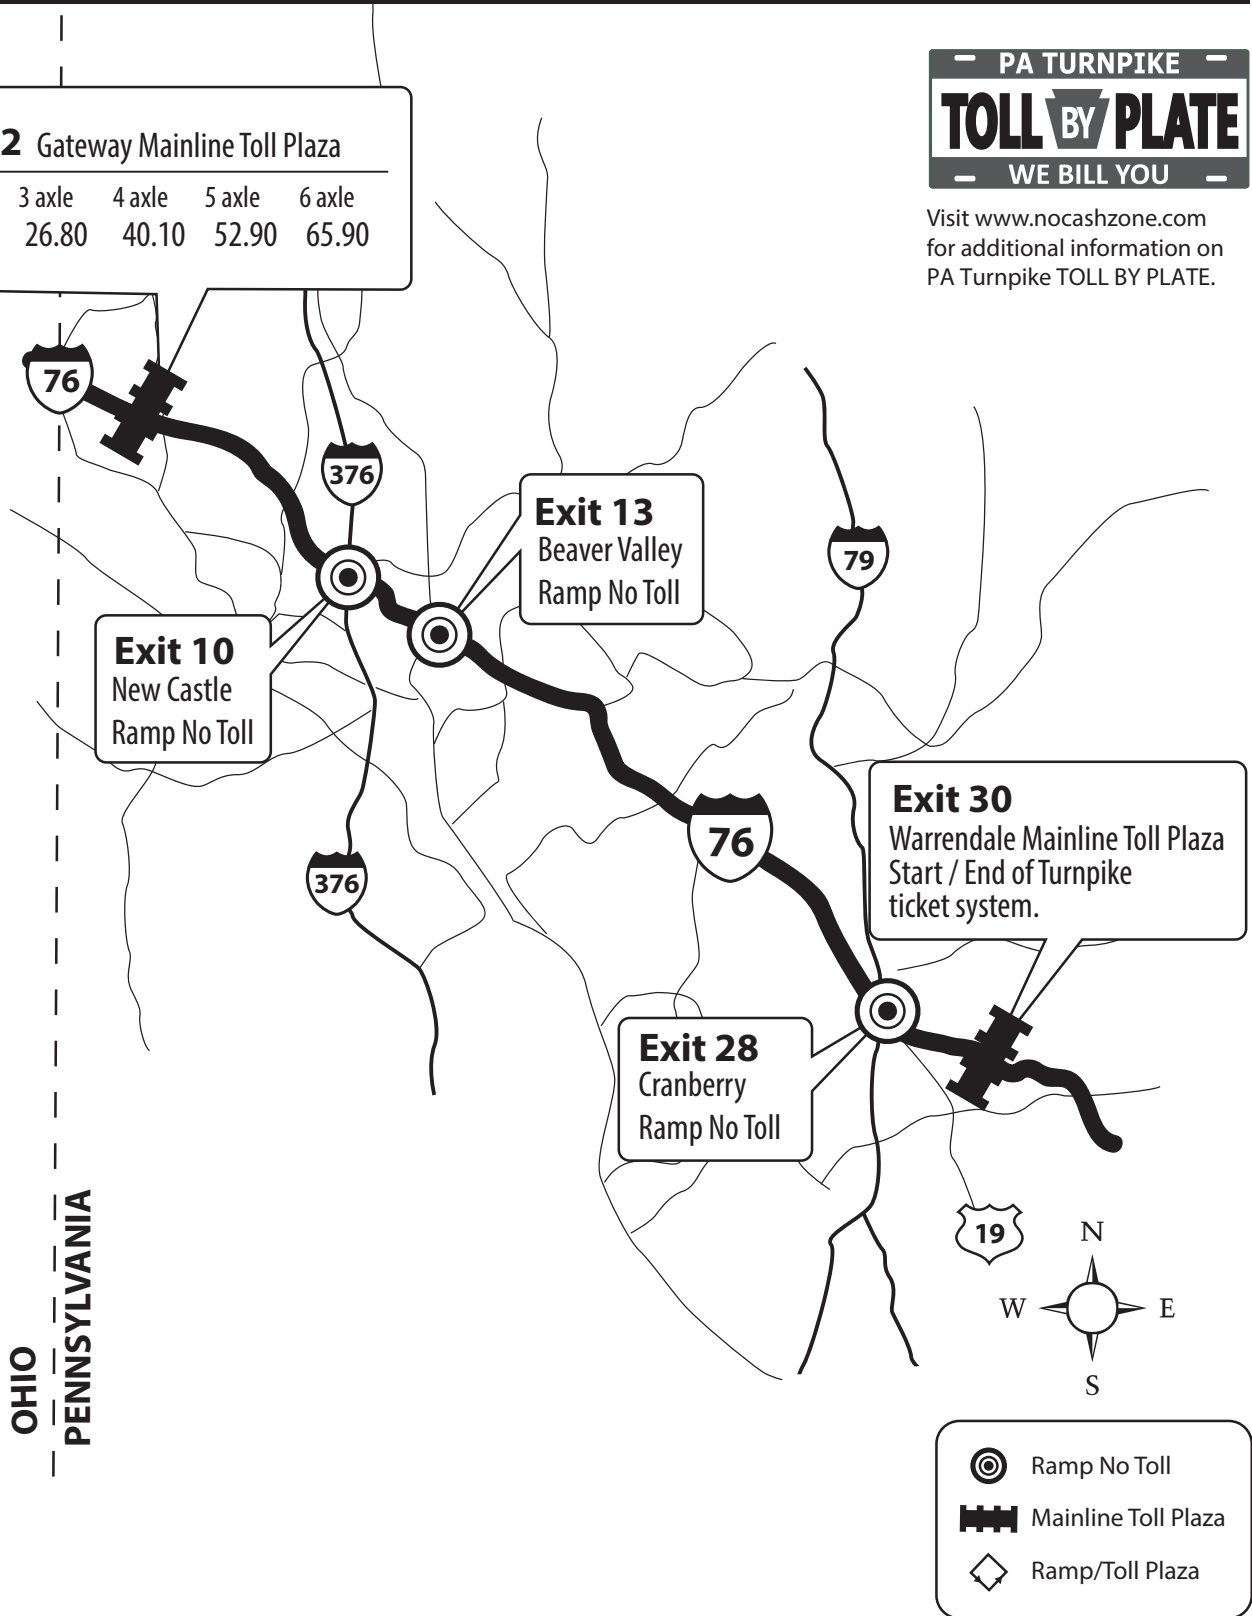 PA TURNPIKE
TOLL BY PLATE
WE BILL YOU
Visit www.nocashzone.com
for additional information on
PA Turnpike TOLL BY PLATE.
2 Gateway Mainline Toll Plaza
3 axle 4 axle 5 axle 6 axle
26.80 40.10 52.90 65.90
76
376
Exit 13
Beaver Valley
Ramp No Toll
79
Exit 10
New Castle
Ramp No Toll
76
Exit 30
Warrendale Mainline Toll Plaza
Start / End of Turnpike
ticket system.
376
Exit 28
Cranberry
Ramp No Toll
19
N
W E
S
OHIO
PENNSYLVANIA
Ramp No Toll
Mainline Toll Plaza
Ramp/Toll Plaza